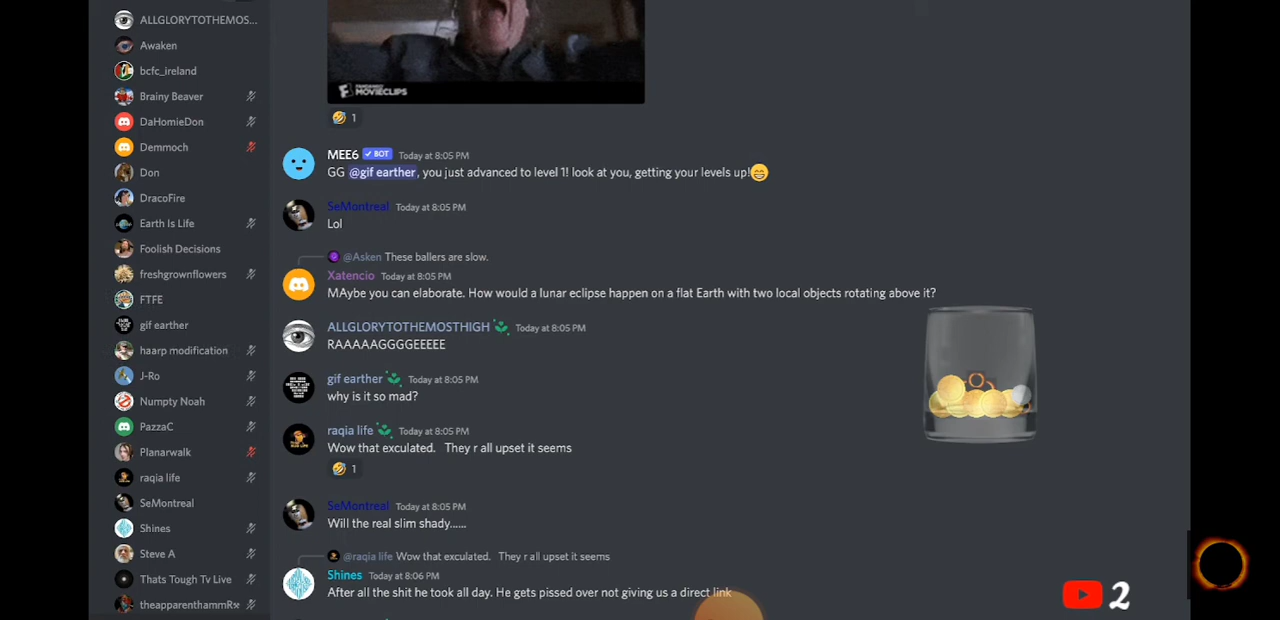 ALLGLORYTOTHEMOS...
Awaken
bcfc_ireland
Brainy Beaver
DaHomieDon
Demmoch
Don
DracoFire
Earth Is Life
Foolish Decisions
freshgrownflowers
FTFE
gif earther
haarp modification
J-Ro
Numpty Noah
PazzaC
Planarwalk
raqia life
SeMontreal
Shines
Steve A
Thats Tough Tv Live
theapparenthammR
MOVIECLIPS
1
MEE6 BOT Today at 8:05 PM
GG @gif earther, you just advanced to level 1! look at you, getting your levels up!
SeMontreal Today at 8:05 PM
Lol
@Asken These ballers are slow.
Xatencio Today at 8:05 PM
MAybe you can elaborate. How would a lunar eclipse happen on a flat Earth with two local objects rotating above it?
ALLGLORYTOTHEMOSTHIGH Today at 8:05 PM
RAAAAAGGGGEEEEE
gif earther Today at 8:05 PM
why is it so mad?
raqia life Today at 8:05 PM
Wow that exculated. They r all upset it seems
1
SeMontreal Today at 8:05 PM
Will the real slim shady......
@raqia life Wow that exculated. They r all upset it seems
Shines Today at 8:06 PM
After all the shit he took all day. He gets pissed over not giving us a direct link
2